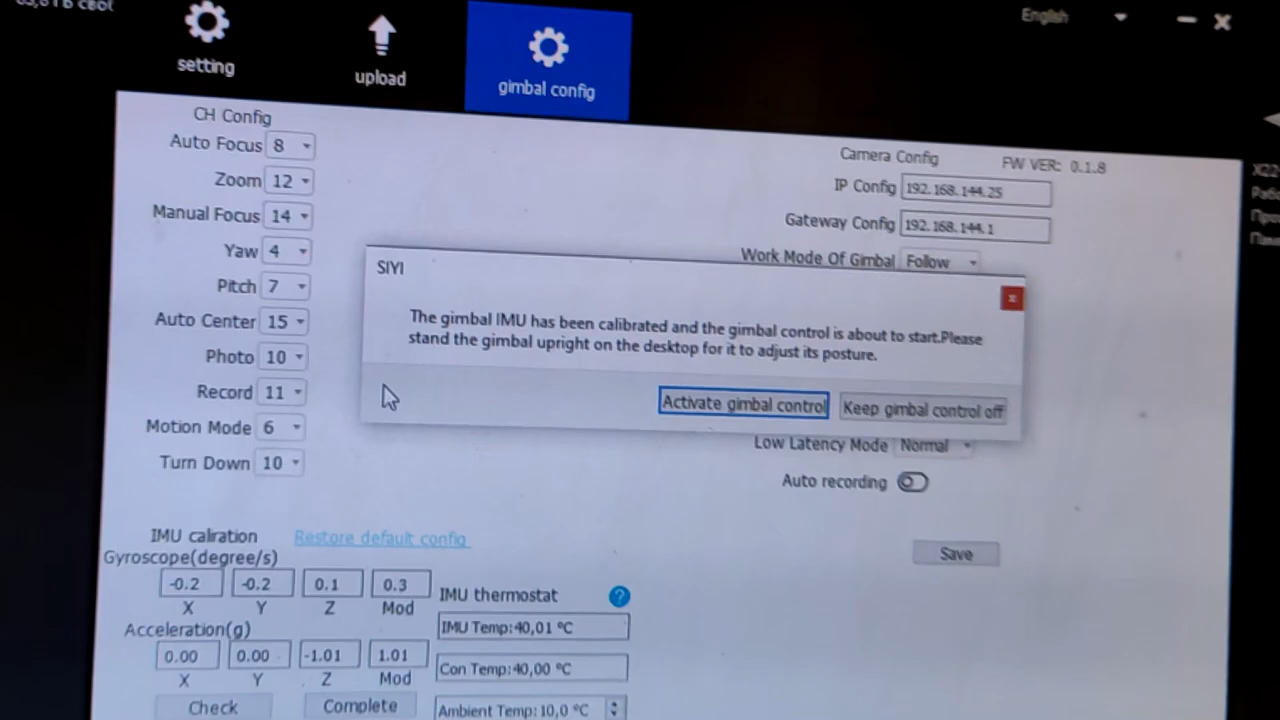 English
setting
upload
gimbal config
CH Config
Auto Focus 8
Zoom 12
Manual Focus 14
Yaw 4
Pitch 7
Auto Center 15
Photo 10
Record 11
Motion Mode 6
Turn Down 10
Camera Config FW VER: 0.1.8
IP Config 192.168.144.25
Gateway Config 192.168.144.1
Work Mode Of Gimbal Follow
SIYI
x
The gimbal IMU has been calibrated and the gimbal control is about to start.Please
stand the gimbal upright on the desktop for it to adjust its posture.
Activate gimbal control Keep gimbal control off
Low Latency Mode Normal
Auto recording
Save
IMU caliration Restore default config
Gyroscope(degree/s)
-0.2 -0.2 0.1 0.3
X Y Z Mod
Acceleration(g)
0.00 0.00 -1.01 1.01
X Y Z Mod
Check Complete
IMU thermostat ?
IMU Temp:40,01 ºC
Con Temp:40,00 ºC
Ambient Temp:10,0 ºC